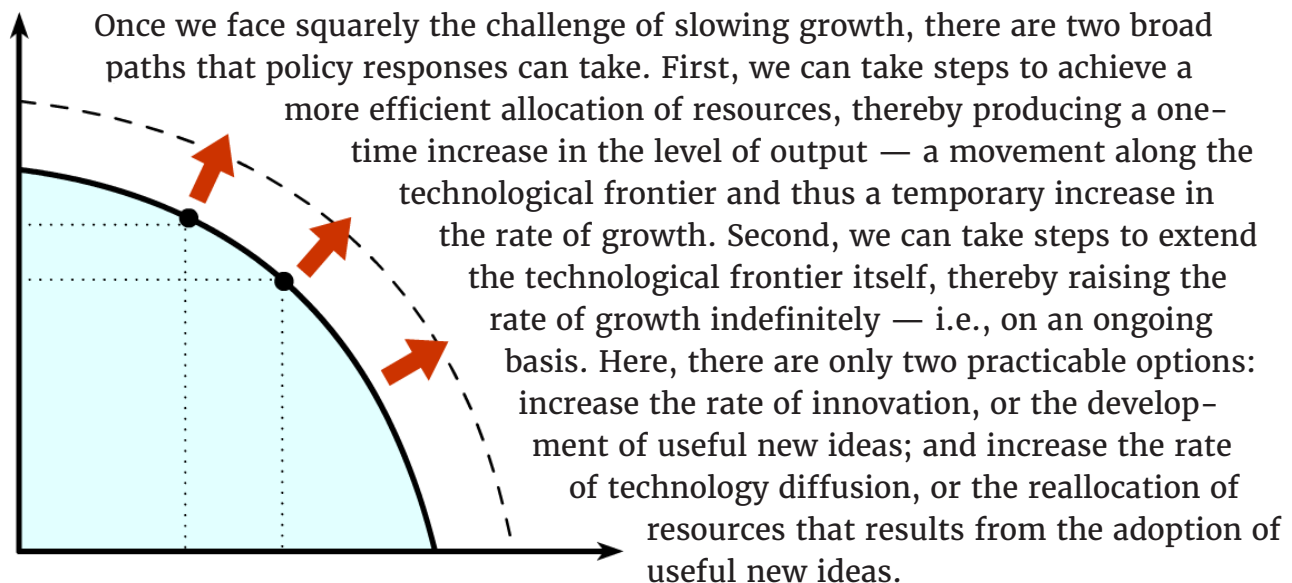 Once we face squarely the challenge of slowing growth, there are two broad
paths that policy responses can take. First, we can take steps to achieve a
more efficient allocation of resources, thereby producing a one-
time increase in the level of output — a movement along the
technological frontier and thus a temporary increase in
the rate of growth. Second, we can take steps to extend
the technological frontier itself, thereby raising the
rate of growth indefinitely — i.e., on an ongoing
basis. Here, there are only two practicable options:
increase the rate of innovation, or the develop-
ment of useful new ideas; and increase the rate
of technology diffusion, or the reallocation of
resources that results from the adoption of
useful new ideas.